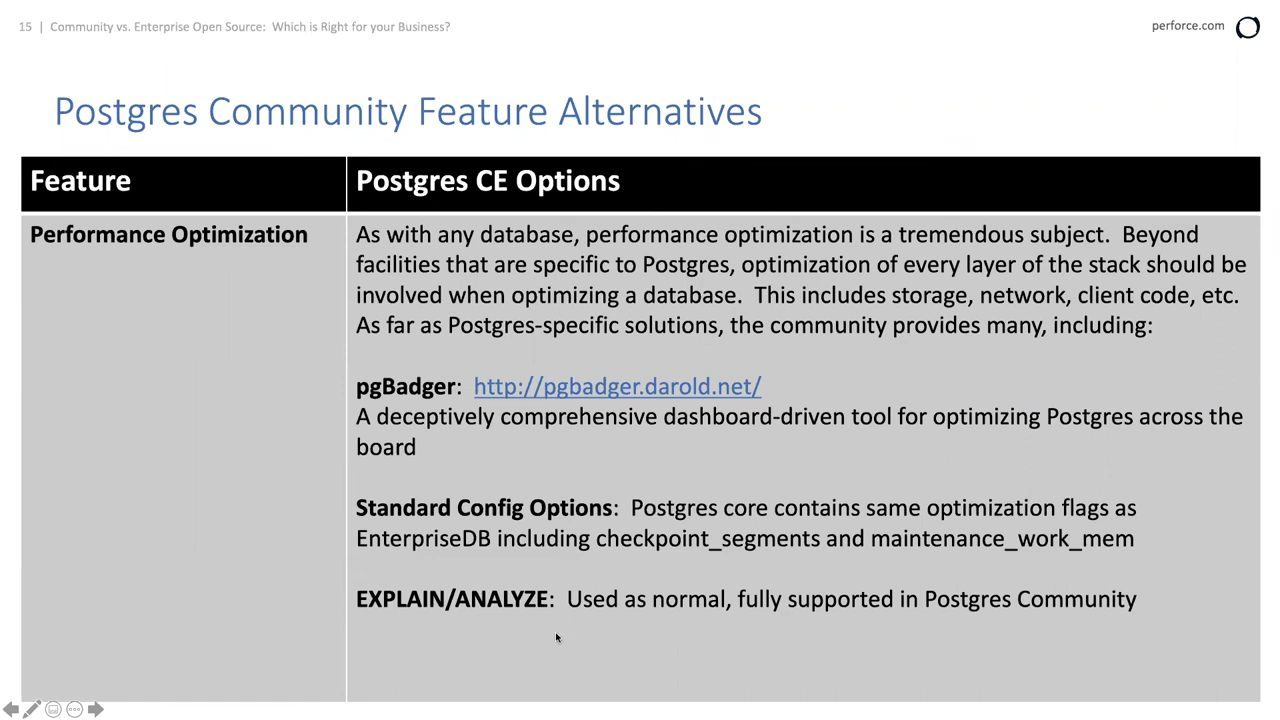 15 | Community vs. Enterprise Open Source: Which is Right for your Business?
perforce.com
Postgres Community Feature Alternatives
Feature
Postgres CE Options
Performance Optimization
As with any database, performance optimization is a tremendous subject. Beyond
facilities that are specific to Postgres, optimization of every layer of the stack should be
involved when optimizing a database. This includes storage, network, client code, etc.
As far as Postgres-specific solutions, the community provides many, including:
pgBadger: http://pgbadger.darold.net/
A deceptively comprehensive dashboard-driven tool for optimizing Postgres across the
board
Standard Config Options: Postgres core contains same optimization flags as
EnterpriseDB including checkpoint_segments and maintenance_work_mem
EXPLAIN/ANALYZE: Used as normal, fully supported in Postgres Community